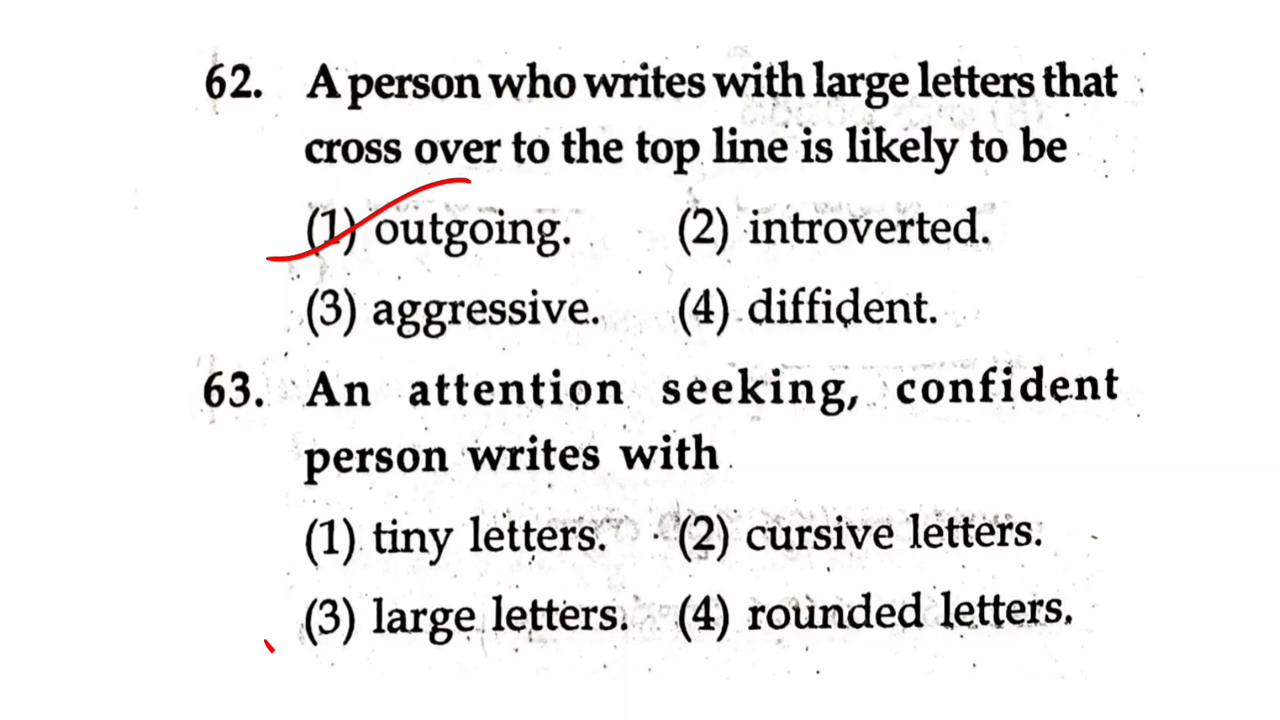 62. A person who writes with large letters that
cross over to the top line is likely to be
(1) outgoing. (2) introverted.
(3) aggressive. (4) diffident.
63. An attention seeking, confident
person writes with
(1) tiny letters. (2) cursive letters.
(3) large letters. (4) rounded letters.